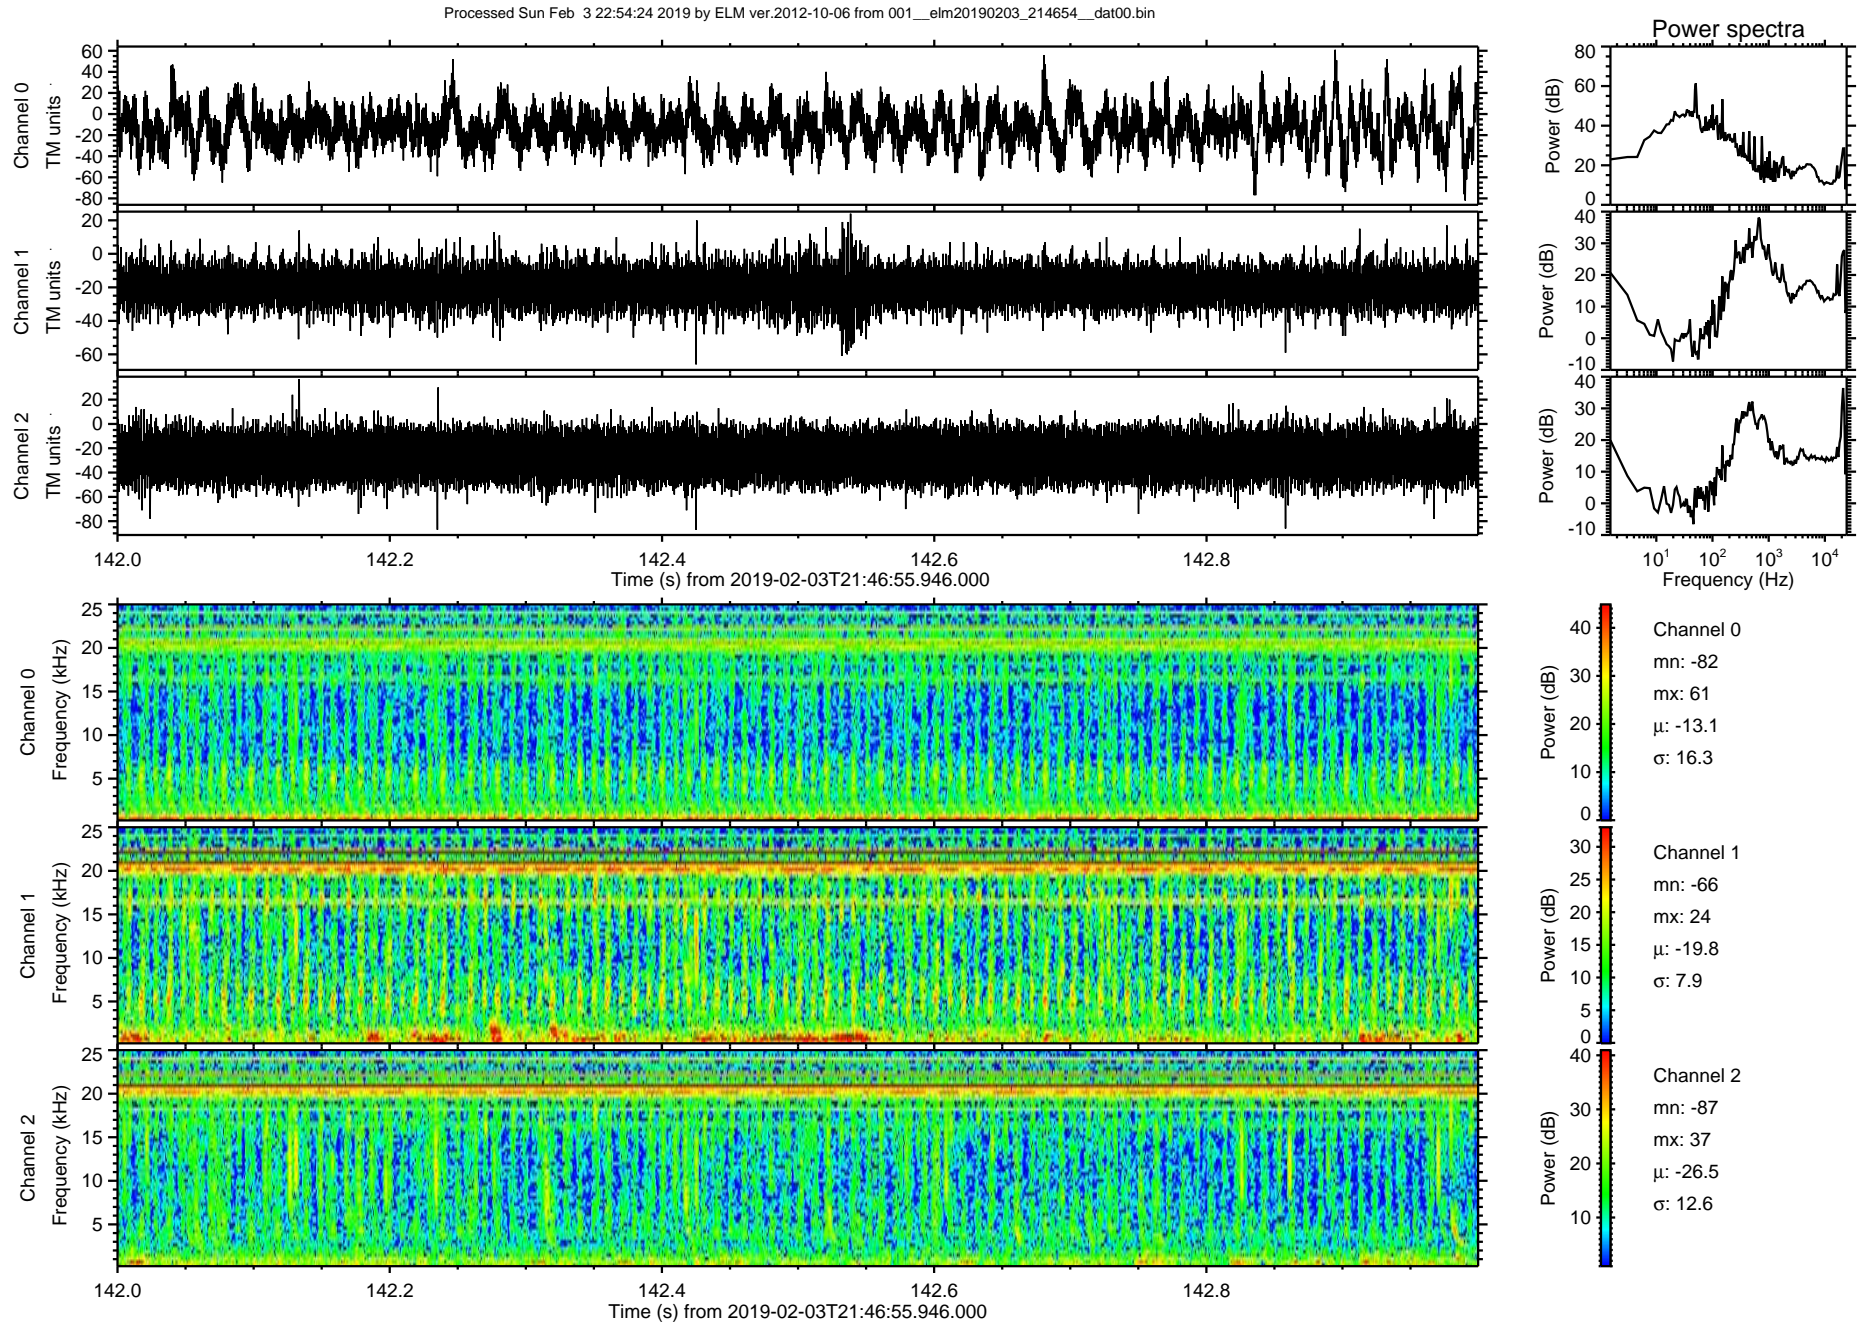 Processed Sun Feb  3 22:54:24 2019 by ELM ver.2012-10-06 from 001__elm20190203_214654__dat00.bin
Power spectra
Channel 0
TM units
60
40
20
0
-20
-40
-60
-80
Power (dB)
80
60
40
20
0
Channel 1
TM units
20
0
-20
-40
-60
Power (dB)
40
30
20
10
0
-10
Channel 2
TM units
20
0
-20
-40
-60
-80
Power (dB)
40
30
20
10
0
-10
142.0 142.2 142.4 142.6 142.8
Time (s) from 2019-02-03T21:46:55.946.000
10¹ 10² 10³ 10⁴
Frequency (Hz)
Channel 0
Frequency (kHz)
25
20
15
10
5
Power (dB)
40
30
20
10
0
Channel 0
mn: -82
mx: 61
μ: -13.1
σ: 16.3
Channel 1
Frequency (kHz)
25
20
15
10
5
Power (dB)
30
25
20
15
10
5
0
Channel 1
mn: -66
mx: 24
μ: -19.8
σ: 7.9
Channel 2
Frequency (kHz)
25
20
15
10
5
Power (dB)
40
30
20
10
Channel 2
mn: -87
mx: 37
μ: -26.5
σ: 12.6
142.0 142.2 142.4 142.6 142.8
Time (s) from 2019-02-03T21:46:55.946.000